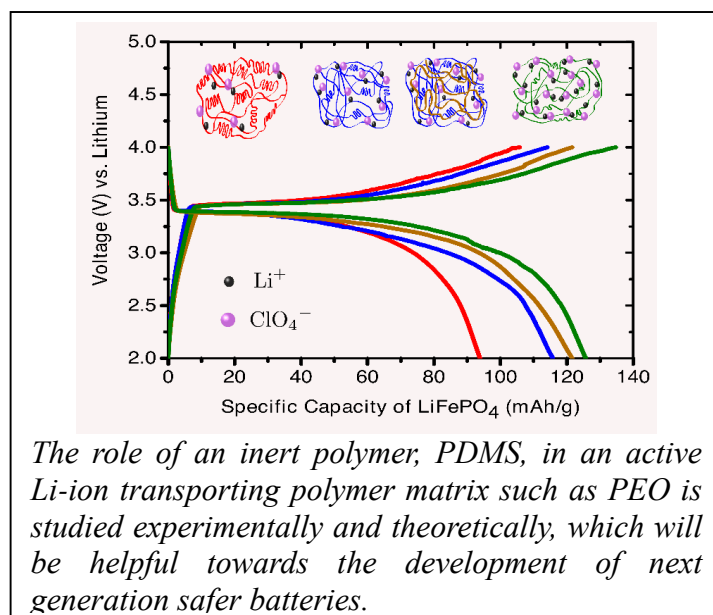 5.0
4.5
4.0
3.5
3.0
2.5
2.0
Voltage (V) vs. Lithium
Li+
ClO4−
0 20 40 60 80 100 120 140
Specific Capacity of LiFePO4 (mAh/g)
The role of an inert polymer, PDMS, in an active
Li-ion transporting polymer matrix such as PEO is
studied experimentally and theoretically, which will
be helpful towards the development of next
generation safer batteries.